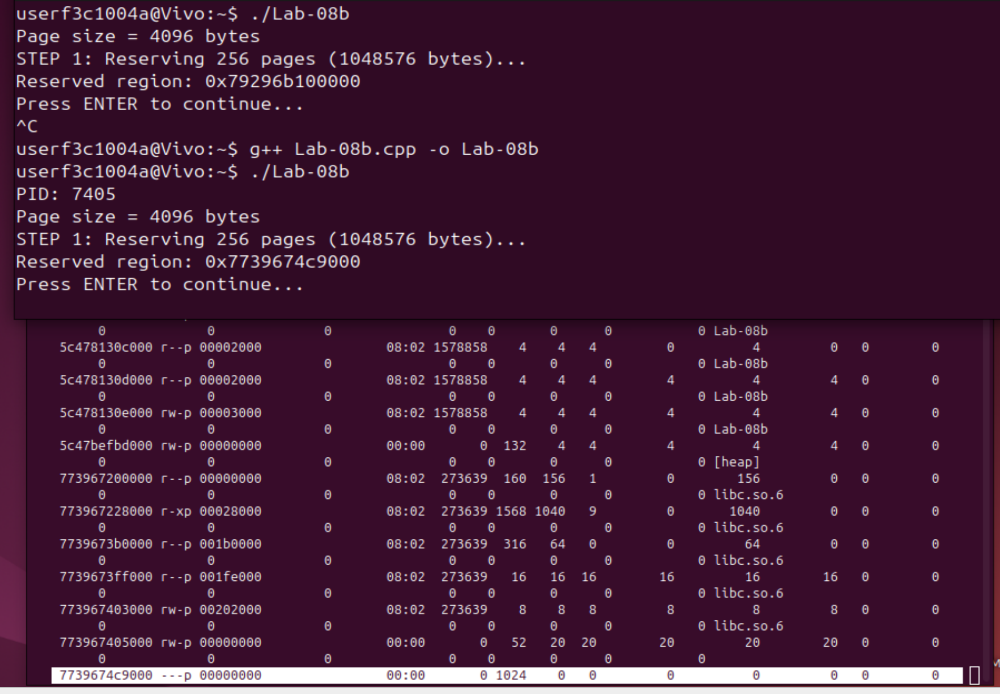 userf3c1004a@Vivo:~$ ./Lab-08b
Page size = 4096 bytes
STEP 1: Reserving 256 pages (1048576 bytes)...
Reserved region: 0x79296b100000
Press ENTER to continue...
^C
userf3c1004a@Vivo:~$ g++ Lab-08b.cpp -o Lab-08b
userf3c1004a@Vivo:~$ ./Lab-08b
PID: 7405
Page size = 4096 bytes
STEP 1: Reserving 256 pages (1048576 bytes)...
Reserved region: 0x7739674c9000
Press ENTER to continue...
0 0 0 0 0 0 0 0 Lab-08b
5c478130c000 r--p 00002000 08:02 1578858 4 4 4 0 4 0 0 0
0 0 0 0 0 0 0 0 Lab-08b
5c478130d000 r--p 00002000 08:02 1578858 4 4 4 4 4 4 0 0
0 0 0 0 0 0 0 0 Lab-08b
5c478130e000 rw-p 00003000 08:02 1578858 4 4 4 4 4 4 0 0
0 0 0 0 0 0 0 0 Lab-08b
5c47befbd000 rw-p 00000000 00:00 0 132 4 4 4 4 4 0 0
0 0 0 0 0 0 0 0 [heap]
773967200000 r--p 00000000 08:02 273639 160 156 1 0 156 0 0 0
0 0 0 0 0 0 0 0 libc.so.6
773967228000 r-xp 00028000 08:02 273639 1568 1040 9 0 1040 0 0 0
0 0 0 0 0 0 0 0 libc.so.6
7739673b0000 r--p 001b0000 08:02 273639 316 64 0 0 64 0 0 0
0 0 0 0 0 0 0 0 libc.so.6
7739673ff000 r--p 001fe000 08:02 273639 16 16 16 16 16 16 0 0
0 0 0 0 0 0 0 0 libc.so.6
773967403000 rw-p 00202000 08:02 273639 8 8 8 8 8 8 0 0
0 0 0 0 0 0 0 0 libc.so.6
773967405000 rw-p 00000000 00:00 0 52 20 20 20 20 20 0 0
0 0 0 0 0 0 0 0
7739674c9000 ---p 00000000 00:00 0 1024 0 0 0 0 0 0 0